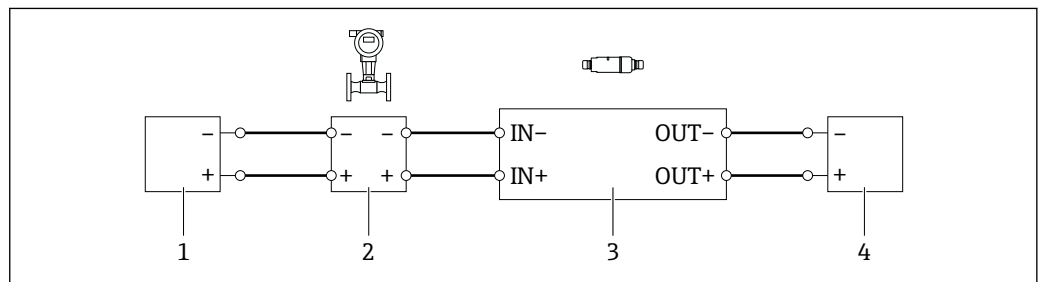 − − − IN− OUT− −
+ + + IN+ OUT+ +
1 2 3 4